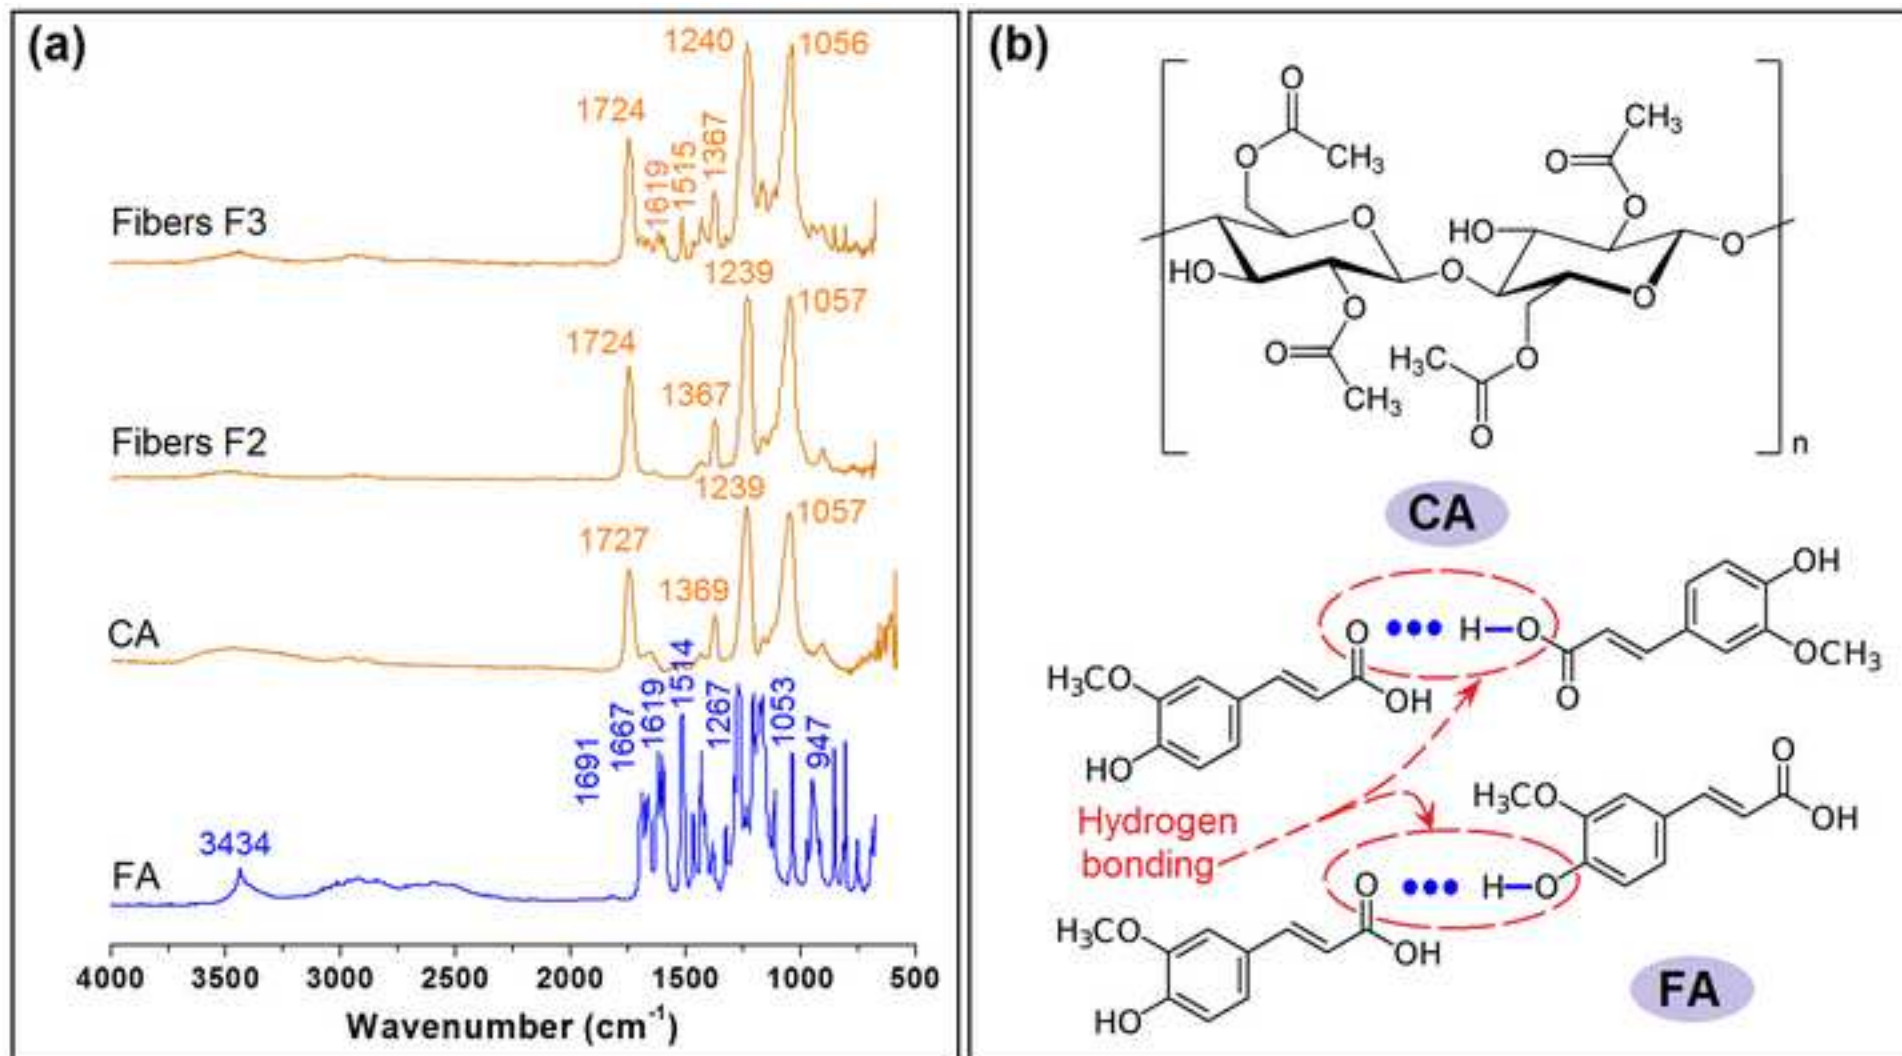 (a)
1240
1056
1724
1619
1515
1367
Fibers F3
1239
1057
1724
1367
Fibers F2
1239
1057
1727
1369
CA
1691
1667
1619
1514
1267
1053
947
3434
FA
4000 3500 3000 2500 2000 1500 1000 500
Wavenumber (cm⁻¹)
(b)
O
O
CH₃
CH₃
O
O
O
HO
O
HO
O
O
O
O
H₃C
O
CH₃
O
n
CA
OH
O ••• H–O
H₃CO
OH
O
OCH₃
HO
O
H₃CO
OH
Hydrogen
bonding
O ••• H–O
H₃CO
OH
HO
FA